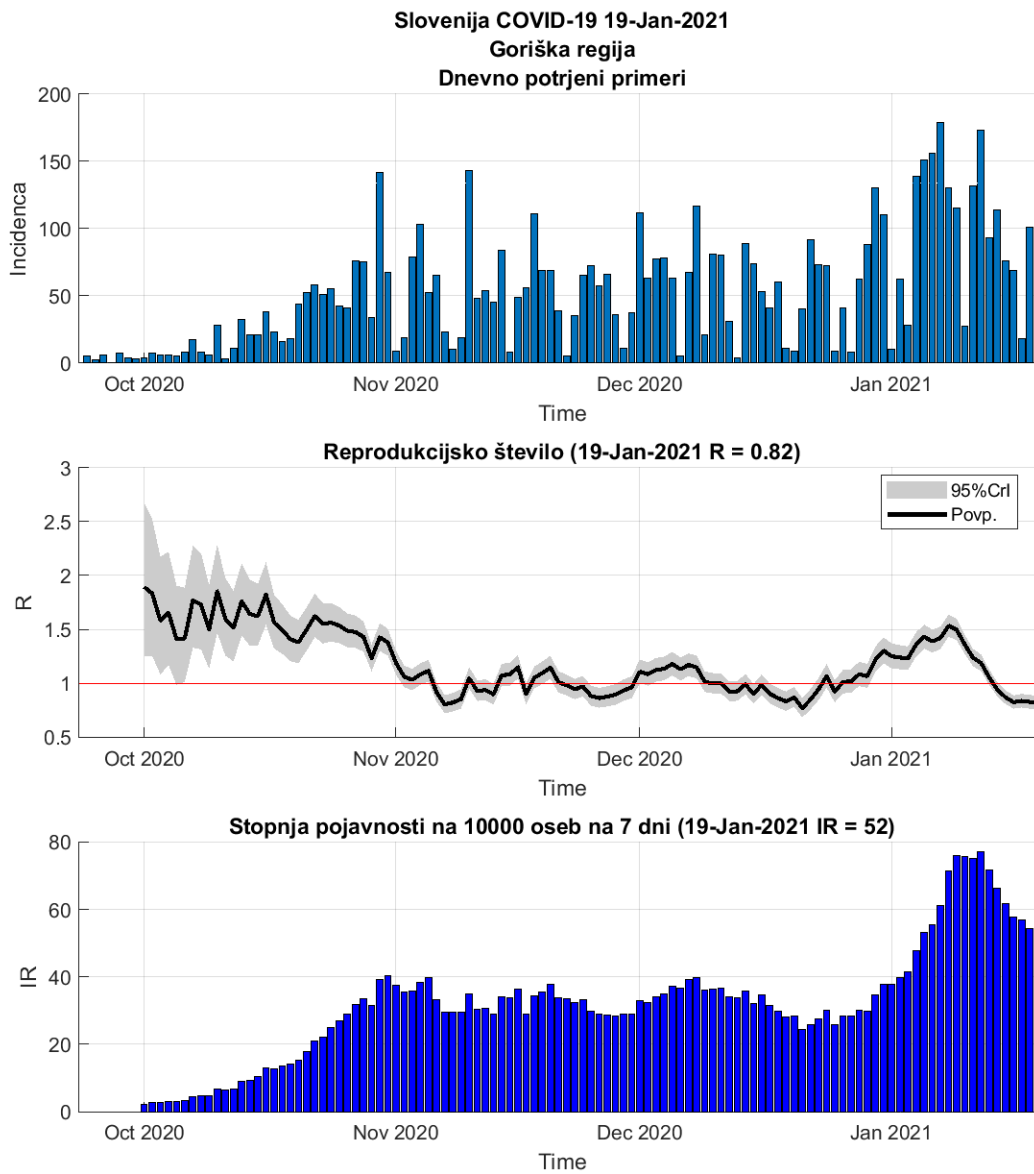 Slovenija COVID-19 19-Jan-2021
Goriška regija
Dnevno potrjeni primeri
200
150
100
50
0
Incidenca
Oct 2020 Nov 2020 Dec 2020 Jan 2021
Time
Reprodukcijsko število (19-Jan-2021 R = 0.82)
3
2.5
2
1.5
1
0.5
R
95%CrI
Povp.
Oct 2020 Nov 2020 Dec 2020 Jan 2021
Time
Stopnja pojavnosti na 10000 oseb na 7 dni (19-Jan-2021 IR = 52)
80
60
40
20
0
IR
Oct 2020 Nov 2020 Dec 2020 Jan 2021
Time